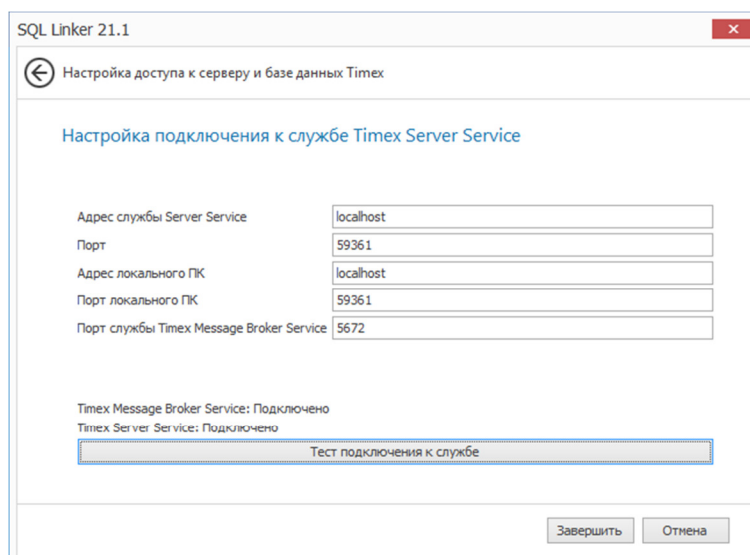 SQL Linker 21.1
Настройка доступа к серверу и базе данных Timex
Настройка подключения к службе Timex Server Service
Адрес службы Server Service localhost
Порт 59361
Адрес локального ПК localhost
Порт локального ПК 59361
Порт службы Timex Message Broker Service 5672
Timex Message Broker Service: Подключено
Timex Server Service: Подключено
Тест подключения к службе
Завершить Отмена